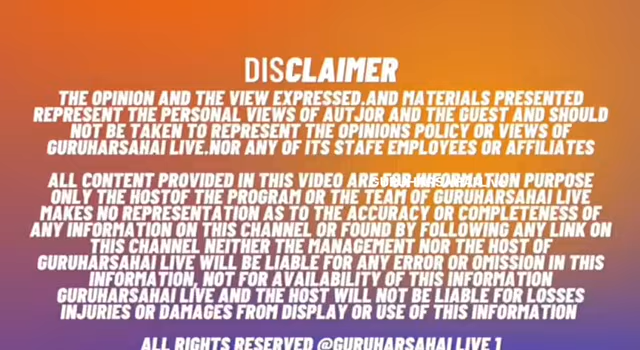 DISCLAIMER
THE OPINION AND THE VIEW EXPRESSED.AND MATERIALS PRESENTED
REPRESENT THE PERSONAL VIEWS OF AUTJOR AND THE GUEST AND SHOULD
NOT BE TAKEN TO REPRESENT THE OPINIONS POLICY OR VIEWS OF
GURUHARSAHAI LIVE.NOR ANY OF ITS STAFE EMPLOYEES OR AFFILIATES
ALL CONTENT PROVIDED IN THIS VIDEO ARE FOR INFORMATION PURPOSE
ONLY THE HOSTOF THE PROGRAM OR THE TEAM OF GURUHARSAHAI LIVE
MAKES NO REPRESENTATION AS TO THE ACCURACY OR COMPLETENESS OF
ANY INFORMATION ON THIS CHANNEL OR FOUND BY FOLLOWING ANY LINK ON
THIS CHANNEL NEITHER THE MANAGEMENT NOR THE HOST OF
GURUHARSAHAI LIVE WILL BE LIABLE FOR ANY ERROR OR OMISSION IN THIS
INFORMATION, NOT FOR AVAILABILITY OF THIS INFORMATION
GURUHARSAHAI LIVE AND THE HOST WILL NOT BE LIABLE FOR LOSSES
INJURIES OR DAMAGES FROM DISPLAY OR USE OF THIS INFORMATION
ALL RIGHTS RESERVED @GURUHARSAHAI LIVE 1